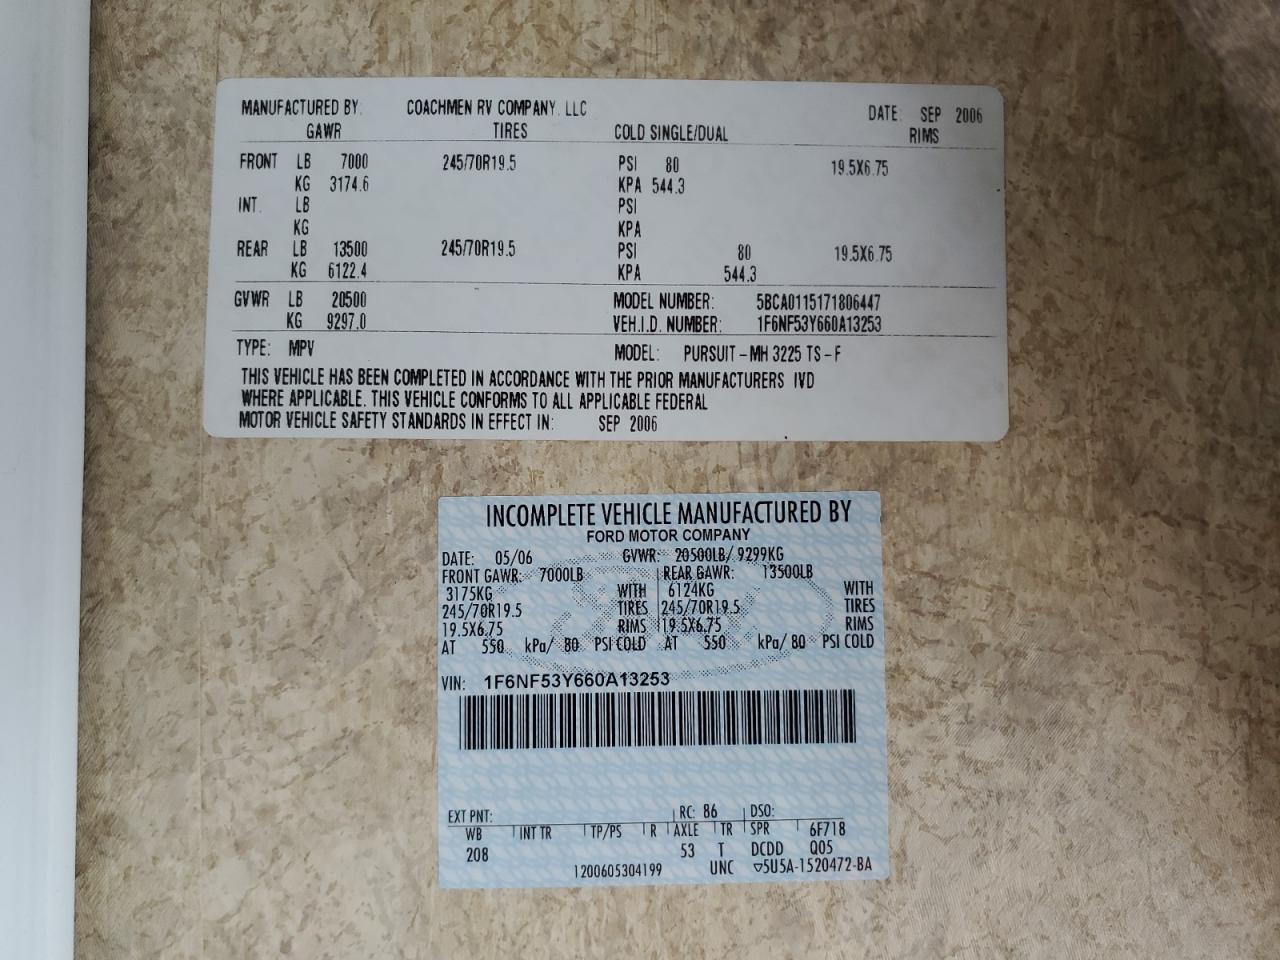 MANUFACTURED BY: COACHMEN RV COMPANY, LLC DATE: SEP 2006
GAWR TIRES COLD SINGLE/DUAL RIMS
FRONT LB 7000 245/70R19.5 PSI 80 19.5X6.75
KG 3174.6 KPA 544.3
INT. LB PSI
KG KPA
REAR LB 13500 245/70R19.5 PSI 80 19.5X6.75
KG 6122.4 KPA 544.3
GVWR LB 20500 MODEL NUMBER: 5BCA0115171806447
KG 9297.0 VEH.I.D. NUMBER: 1F6NF53Y660A13253
TYPE: MPV MODEL: PURSUIT-MH 3225 TS-F
THIS VEHICLE HAS BEEN COMPLETED IN ACCORDANCE WITH THE PRIOR MANUFACTURERS IVD
WHERE APPLICABLE. THIS VEHICLE CONFORMS TO ALL APPLICABLE FEDERAL
MOTOR VEHICLE SAFETY STANDARDS IN EFFECT IN: SEP 2006
INCOMPLETE VEHICLE MANUFACTURED BY
FORD MOTOR COMPANY
DATE: 05/06 GVWR: 20500LB/ 9299KG
FRONT GAWR: 7000LB REAR GAWR: 13500LB
3175KG WITH 6124KG WITH
245/70R19.5 TIRES 245/70R19.5 TIRES
19.5X6.75 RIMS 19.5X6.75 RIMS
AT 550 kPa/ 80 PSI COLD AT 550 kPa/ 80 PSI COLD
VIN: 1F6NF53Y660A13253
EXT PNT: RC: 86 DSO:
WB INT TR TP/PS R AXLE TR SPR 6F718
208 53 T DCDD Q05
1200605304199 UNC ▽5U5A-1520472-BA